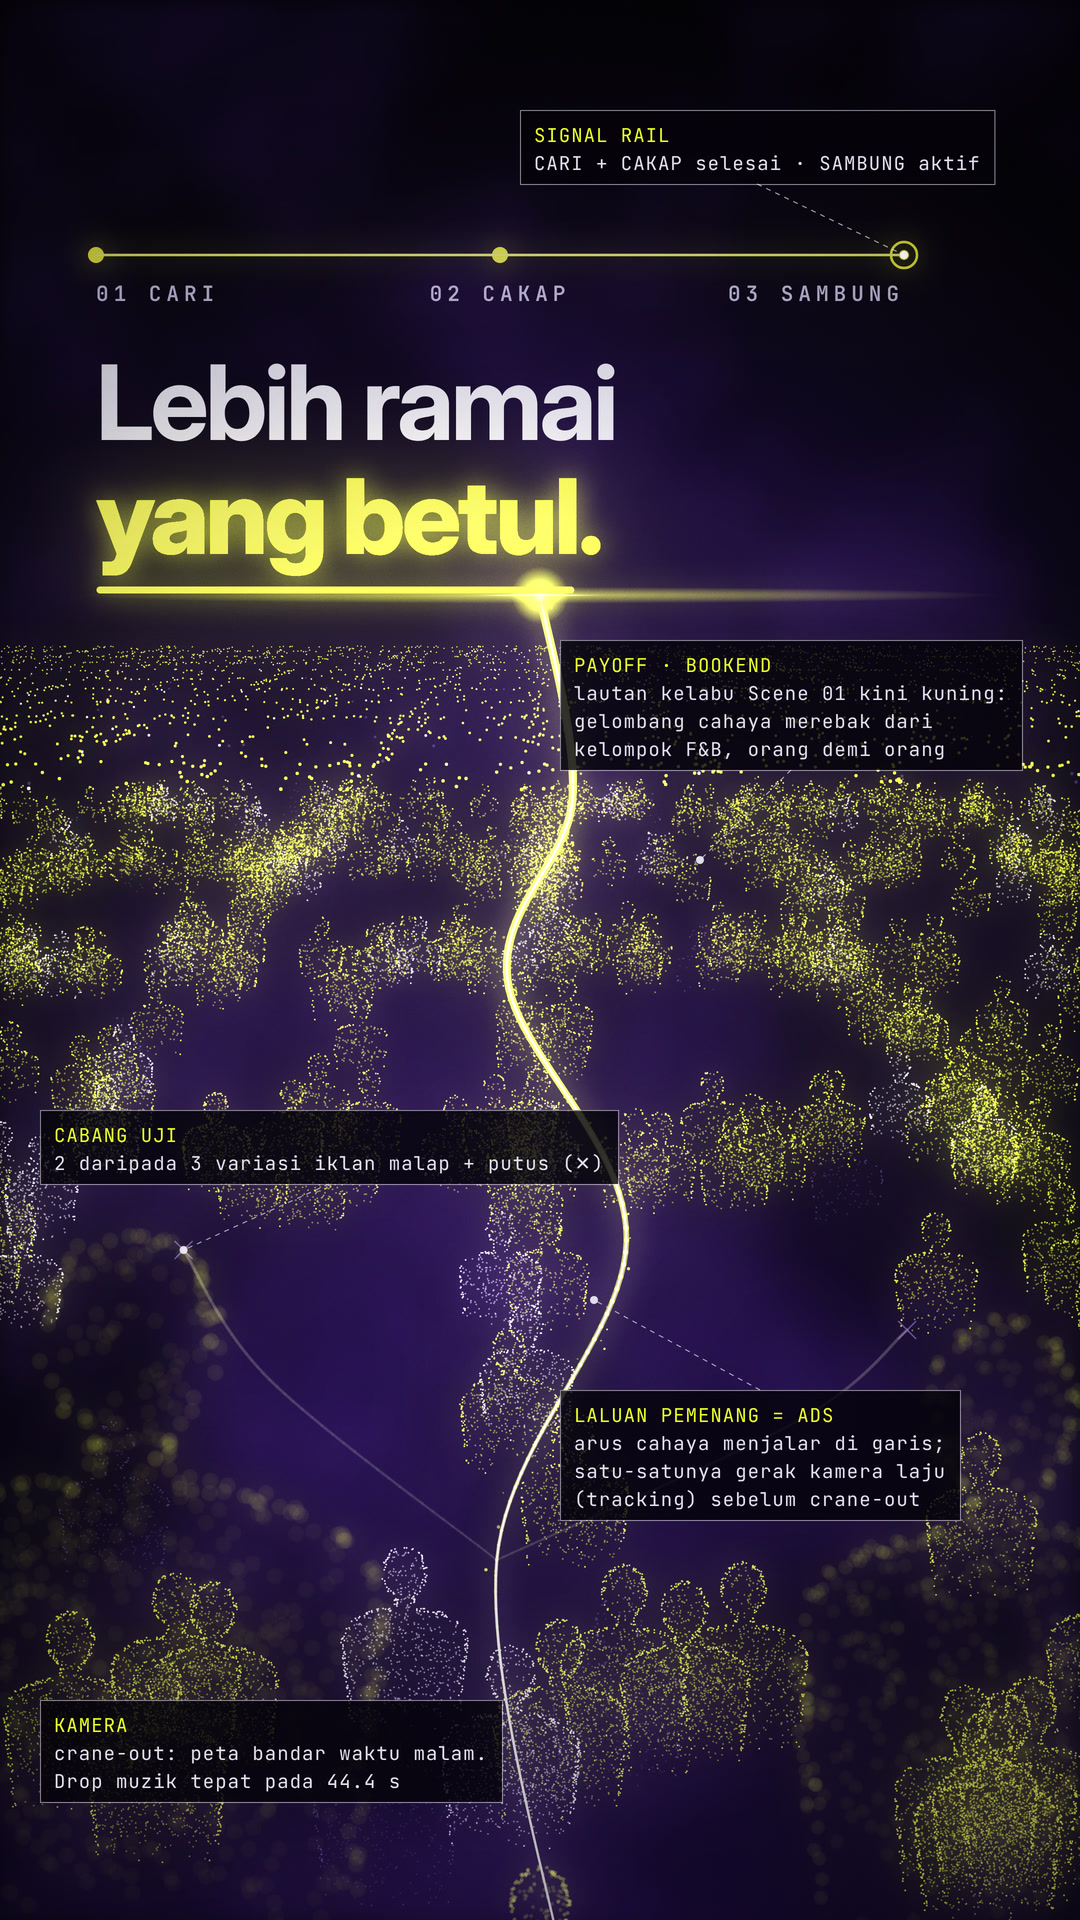 SIGNAL RAIL
CARI + CAKAP selesai · SAMBUNG aktif
01 CARI
02 CAKAP
03 SAMBUNG
Lebih ramai
yang betul.
PAYOFF · BOOKEND
lautan kelabu Scene 01 kini kuning:
gelombang cahaya merebak dari
kelompok F&B, orang demi orang
CABANG UJI
2 daripada 3 variasi iklan malap + putus (×)
LALUAN PEMENANG = ADS
arus cahaya menjalar di garis;
satu-satunya gerak kamera laju
(tracking) sebelum crane-out
KAMERA
crane-out: peta bandar waktu malam.
Drop muzik tepat pada 44.4 s